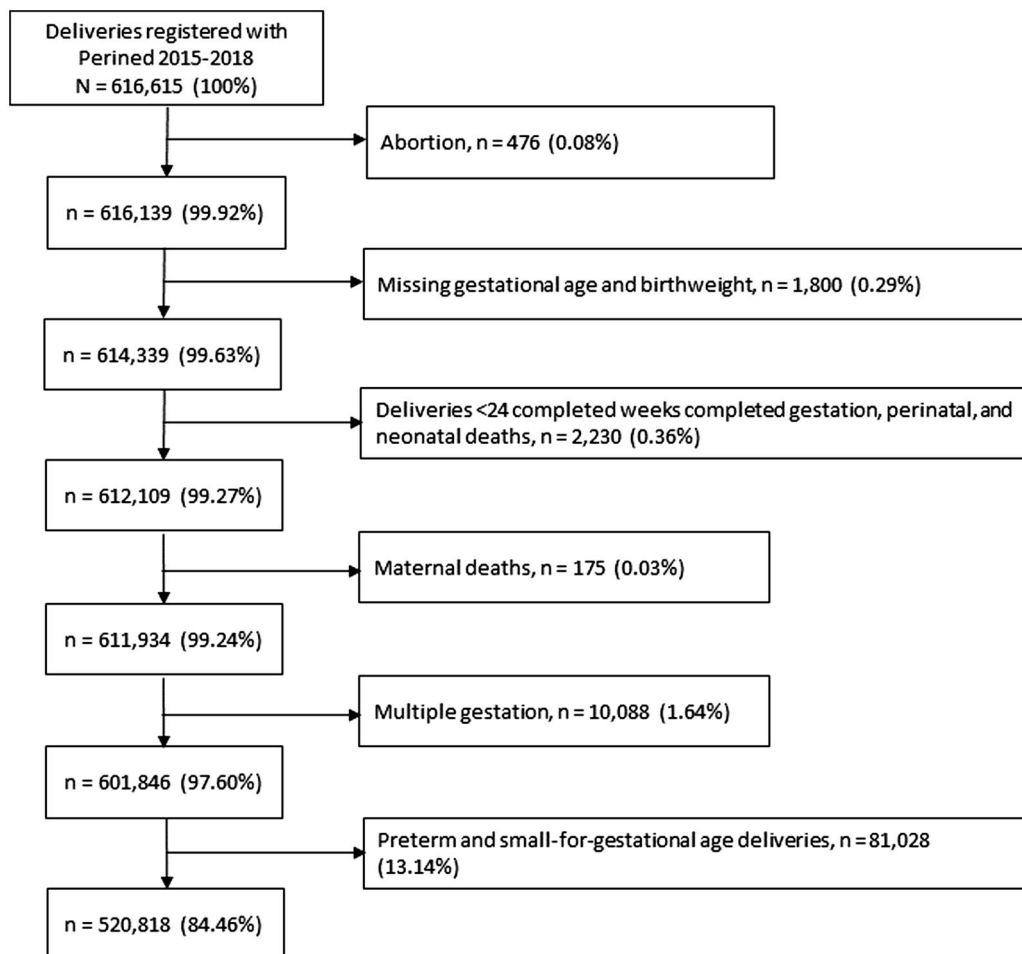 Deliveries registered with
Perined 2015-2018
N = 616,615 (100%)
Abortion, n = 476 (0.08%)
n = 616,139 (99.92%)
Missing gestational age and birthweight, n = 1,800 (0.29%)
n = 614,339 (99.63%)
Deliveries <24 completed weeks completed gestation, perinatal, and
neonatal deaths, n = 2,230 (0.36%)
n = 612,109 (99.27%)
Maternal deaths, n = 175 (0.03%)
n = 611,934 (99.24%)
Multiple gestation, n = 10,088 (1.64%)
n = 601,846 (97.60%)
Preterm and small-for-gestational age deliveries, n = 81,028
(13.14%)
n = 520,818 (84.46%)